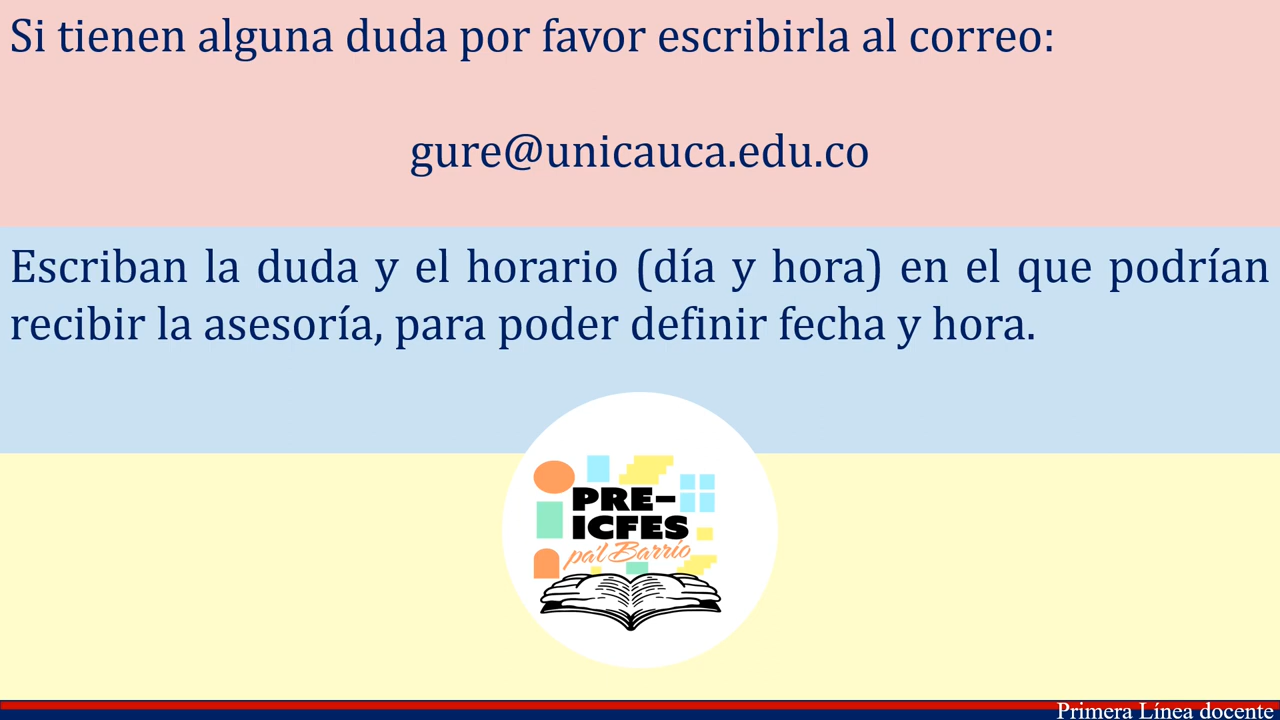 Si tienen alguna duda por favor escribirla al correo:
gure@unicauca.edu.co
Escriban la duda y el horario (día y hora) en el que podrían
recibir la asesoría, para poder definir fecha y hora.
PRE-
ICFES
pa'l Barrio
Primera Línea docente